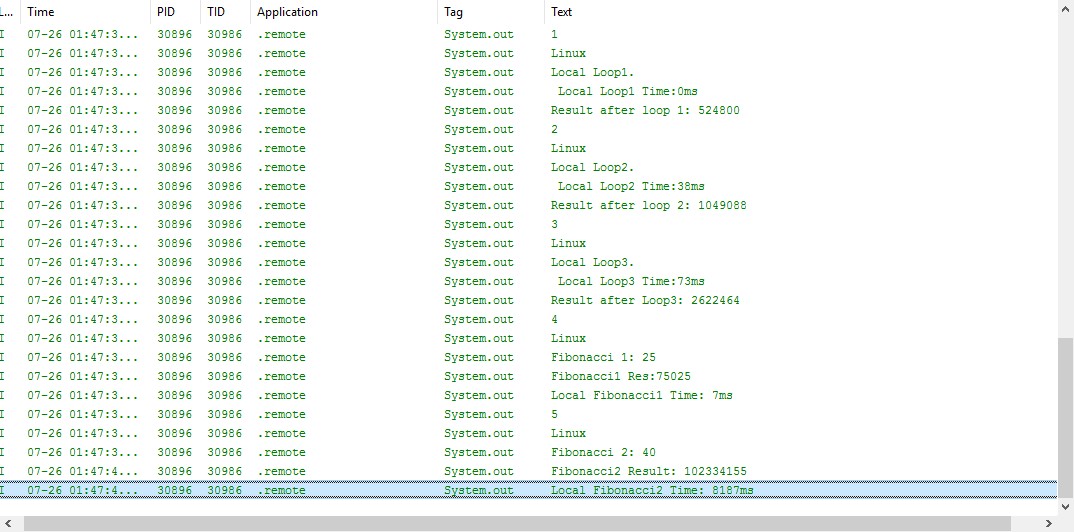 L... Time PID TID Application Tag Text
I 07-26 01:47:3... 30896 30986 .remote System.out 1
I 07-26 01:47:3... 30896 30986 .remote System.out Linux
I 07-26 01:47:3... 30896 30986 .remote System.out Local Loop1.
I 07-26 01:47:3... 30896 30986 .remote System.out Local Loop1 Time:0ms
I 07-26 01:47:3... 30896 30986 .remote System.out Result after loop 1: 524800
I 07-26 01:47:3... 30896 30986 .remote System.out 2
I 07-26 01:47:3... 30896 30986 .remote System.out Linux
I 07-26 01:47:3... 30896 30986 .remote System.out Local Loop2.
I 07-26 01:47:3... 30896 30986 .remote System.out Local Loop2 Time:38ms
I 07-26 01:47:3... 30896 30986 .remote System.out Result after loop 2: 1049088
I 07-26 01:47:3... 30896 30986 .remote System.out 3
I 07-26 01:47:3... 30896 30986 .remote System.out Linux
I 07-26 01:47:3... 30896 30986 .remote System.out Local Loop3.
I 07-26 01:47:3... 30896 30986 .remote System.out Local Loop3 Time:73ms
I 07-26 01:47:3... 30896 30986 .remote System.out Result after Loop3: 2622464
I 07-26 01:47:3... 30896 30986 .remote System.out 4
I 07-26 01:47:3... 30896 30986 .remote System.out Linux
I 07-26 01:47:3... 30896 30986 .remote System.out Fibonacci 1: 25
I 07-26 01:47:3... 30896 30986 .remote System.out Fibonacci1 Res:75025
I 07-26 01:47:3... 30896 30986 .remote System.out Local Fibonacci1 Time: 7ms
I 07-26 01:47:3... 30896 30986 .remote System.out 5
I 07-26 01:47:3... 30896 30986 .remote System.out Linux
I 07-26 01:47:3... 30896 30986 .remote System.out Fibonacci 2: 40
I 07-26 01:47:4... 30896 30986 .remote System.out Fibonacci2 Result: 102334155
I 07-26 01:47:4... 30896 30986 .remote System.out Local Fibonacci2 Time: 8187ms